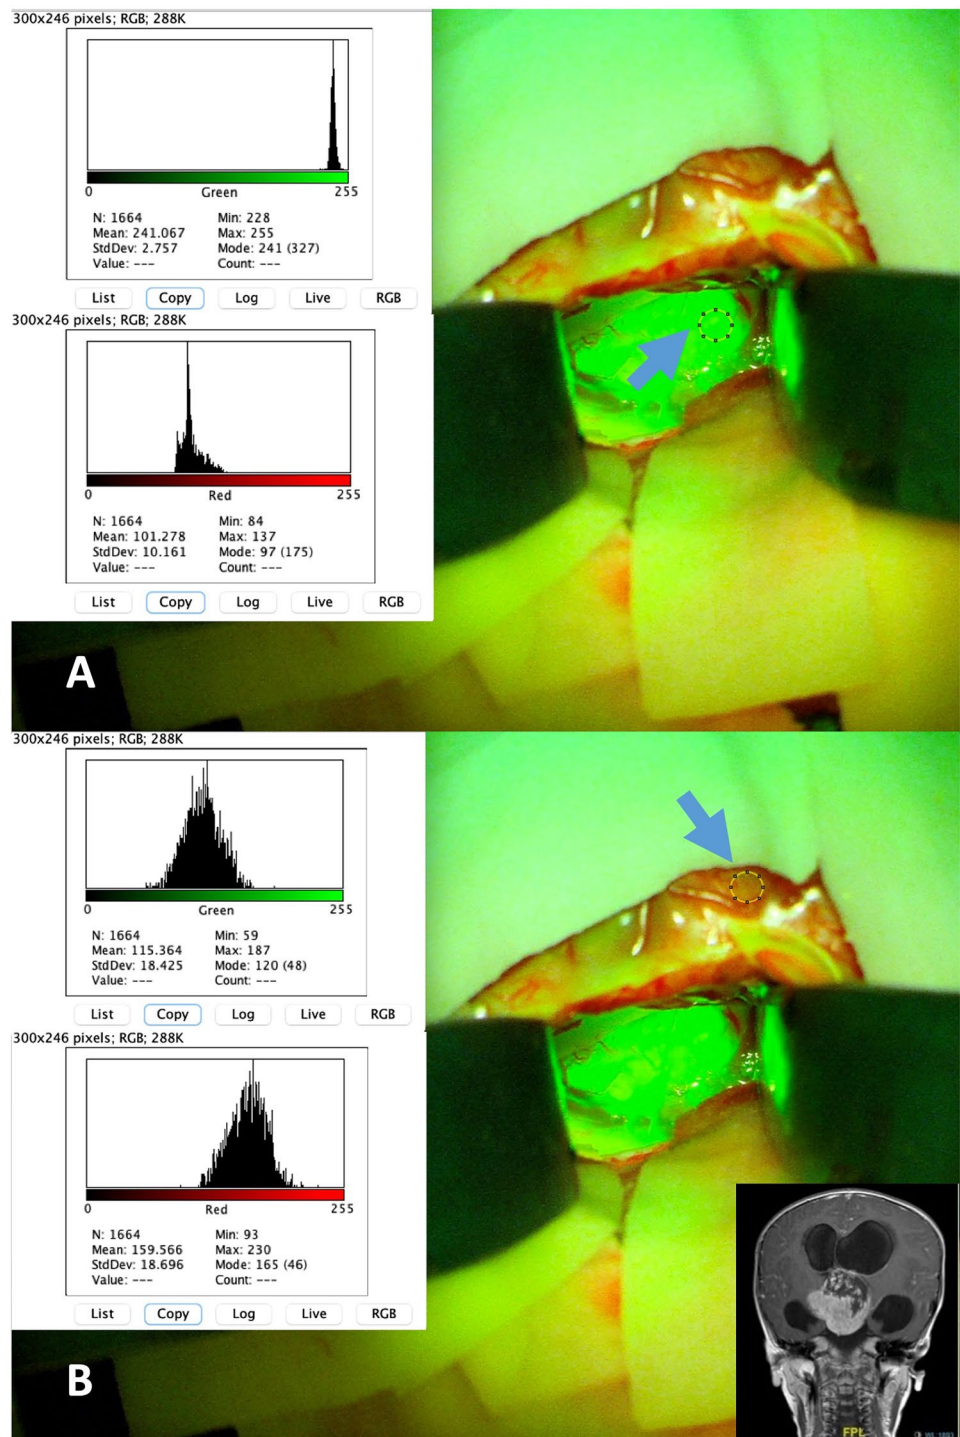 300x246 pixels; RGB; 288K
0 255
Green
N: 1664 Min: 228
Mean: 241.067 Max: 255
StdDev: 2.757 Mode: 241 (327)
Value: --- Count: ---
List Copy Log Live RGB
300x246 pixels; RGB; 288K
0 255
Red
N: 1664 Min: 84
Mean: 101.278 Max: 137
StdDev: 10.161 Mode: 97 (175)
Value: --- Count: ---
List Copy Log Live RGB
A
300x246 pixels; RGB; 288K
0 255
Green
N: 1664 Min: 59
Mean: 115.364 Max: 187
StdDev: 18.425 Mode: 120 (48)
Value: --- Count: ---
List Copy Log Live RGB
300x246 pixels; RGB; 288K
0 255
Red
N: 1664 Min: 93
Mean: 159.566 Max: 230
StdDev: 18.696 Mode: 165 (46)
Value: --- Count: ---
List Copy Log Live RGB
B
FPL